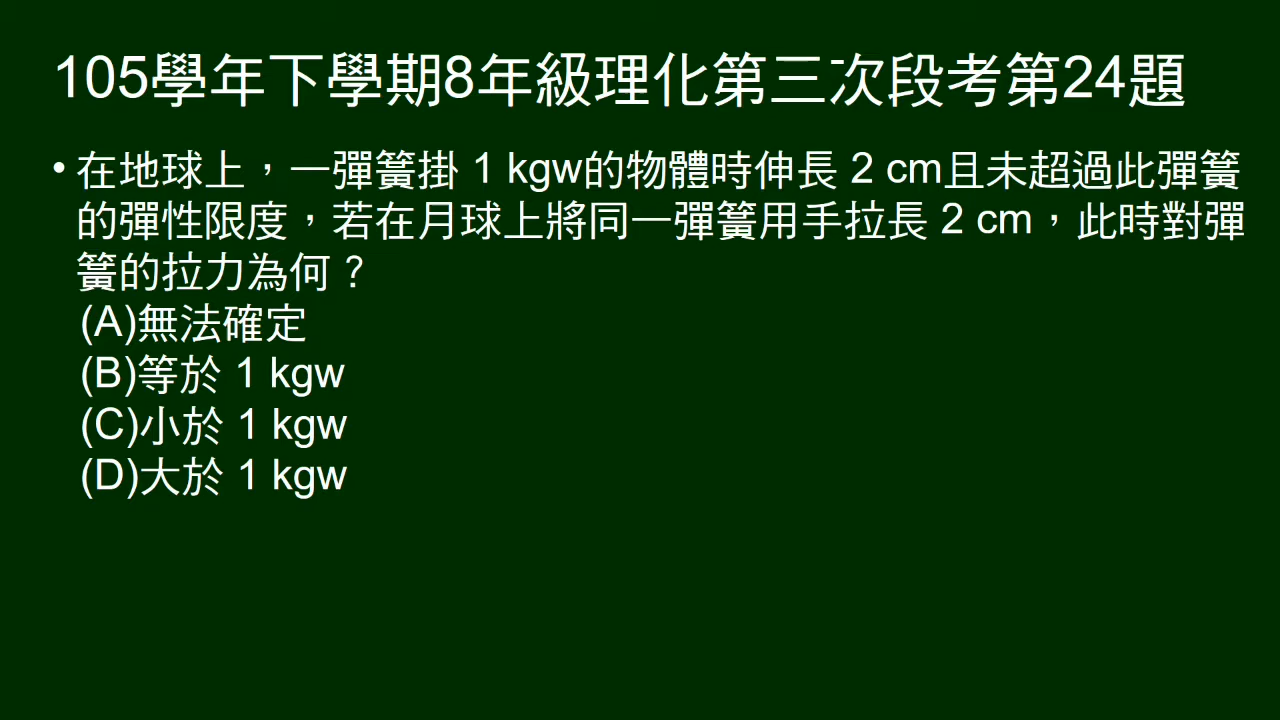 105學年下學期8年級理化第三次段考第24題
• 在地球上，一彈簧掛 1 kgw的物體時伸長 2 cm且未超過此彈簧
的彈性限度，若在月球上將同一彈簧用手拉長 2 cm，此時對彈
簧的拉力為何？
(A)無法確定
(B)等於 1 kgw
(C)小於 1 kgw
(D)大於 1 kgw